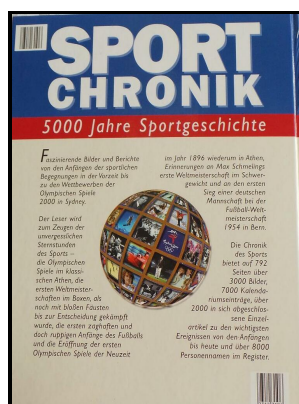 SPORT
CHRONIK
5000 Jahre Sportgeschichte
Faszinierende Bilder und Berichte
von den Anfängen der sportlichen
Begegnungen in der Vorzeit bis
zu den Wettbewerben der
Olympischen Spiele
2000 in Sydney.
Der Leser wird
zum Zeugen der
unvergesslichen
Sternstunden
des Sports –
die Olympischen
Spiele im klassi-
schen Athen, die
ersten Weltmeister-
schaften im Boxen, als
noch mit bloßen Fäusten
bis zur Entscheidung gekämpft
wurde, die ersten zaghaften und
doch ruppigen Anfänge des Fußballs
und die Eröffnung der ersten
Olympischen Spiele der Neuzeit
im Jahr 1896 wiederum in Athen,
Erinnerungen an Max Schmelings
erste Weltmeisterschaft im Schwer-
gewicht und an den ersten
Sieg einer deutschen
Mannschaft bei der
Fußball-Welt-
meisterschaft
1954 in Bern.
Die Chronik
des Sports
bietet auf 792
Seiten über
3000 Bilder,
7000 Kalenda-
riumseinträge, über
2000 in sich abgeschlos-
sene Einzel-
artikel zu den wichtigsten
Ereignissen von den Anfängen
bis heute und über 8000
Personennamen im Register.